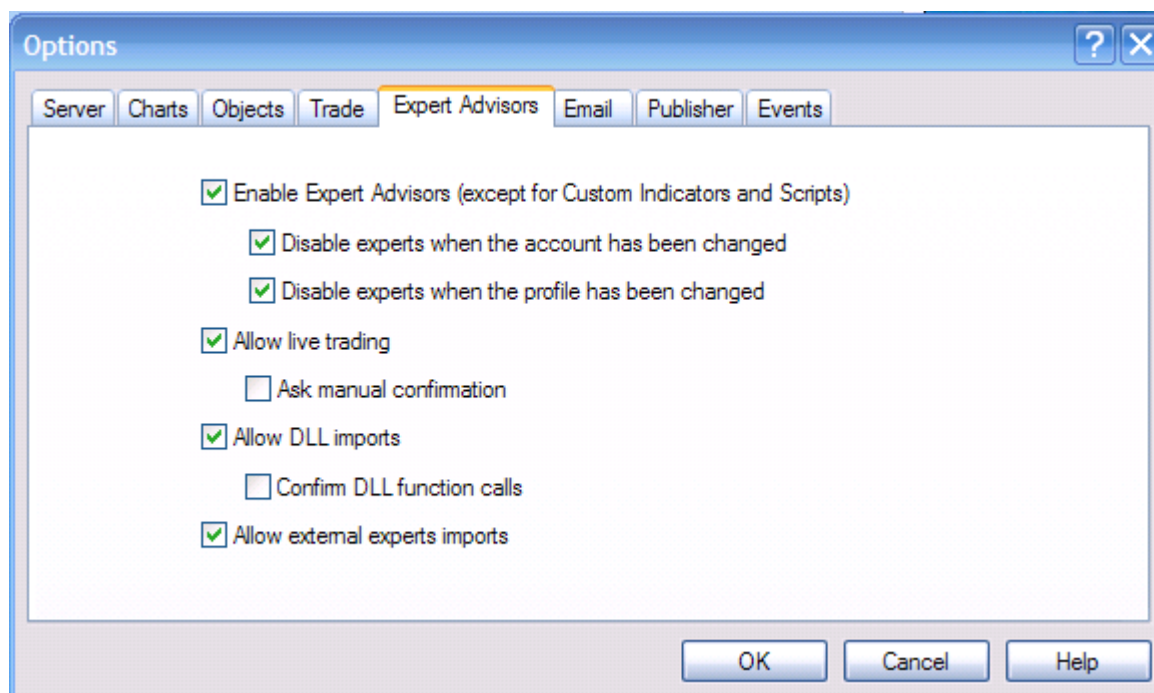 Options
Server Charts Objects Trade Expert Advisors Email Publisher Events
Enable Expert Advisors (except for Custom Indicators and Scripts)
Disable experts when the account has been changed
Disable experts when the profile has been changed
Allow live trading
Ask manual confirmation
Allow DLL imports
Confirm DLL function calls
Allow external experts imports
OK Cancel Help